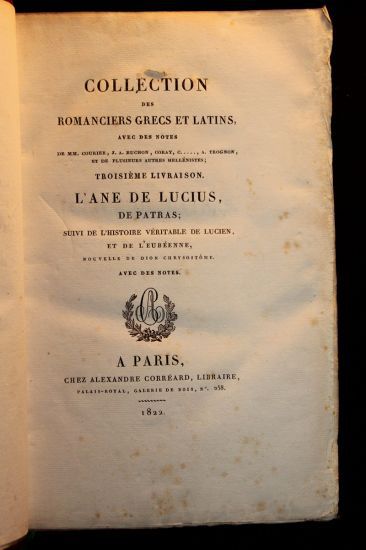 COLLECTION
DES
ROMANCIERS GRECS ET LATINS,
AVEC DES NOTES
DE MM. COURIER, J. A. BUCHON, CORAY, C....., A. TROGNON,
ET DE PLUSIEURS AUTRES HELLÉNISTES;
TROISIÈME LIVRAISON.
L'ANE DE LUCIUS,
DE PATRAS;
SUIVI DE L'HISTOIRE VÉRITABLE DE LUCIEN,
ET DE L'EUBÉENNE,
NOUVELLE DE DION CHRYSOSTÔME.
AVEC DES NOTES.
A PARIS,
CHEZ ALEXANDRE CORRÉARD, LIBRAIRE,
PALAIS-ROYAL, GALERIE DE BOIS, N°. 258.
1822.